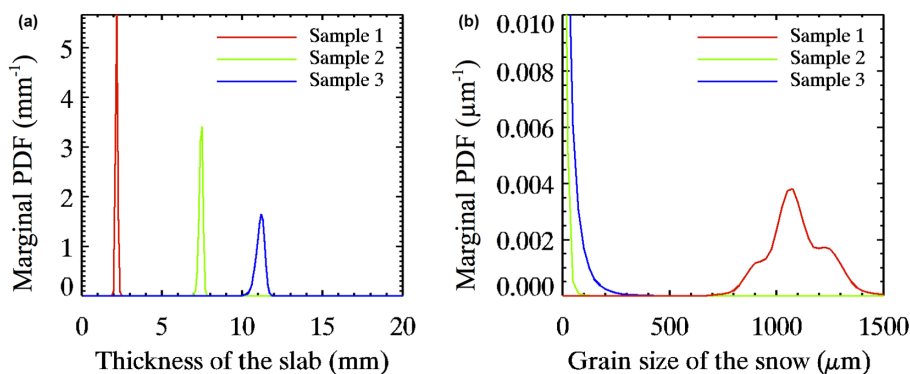 (a)
Sample 1
Sample 2
Sample 3
Marginal PDF (mm⁻¹)
5
4
3
2
1
0
0 5 10 15 20
Thickness of the slab (mm)
(b)
Sample 1
Sample 2
Sample 3
Marginal PDF (μm⁻¹)
0.010
0.008
0.006
0.004
0.002
0.000
0 500 1000 1500
Grain size of the snow (μm)